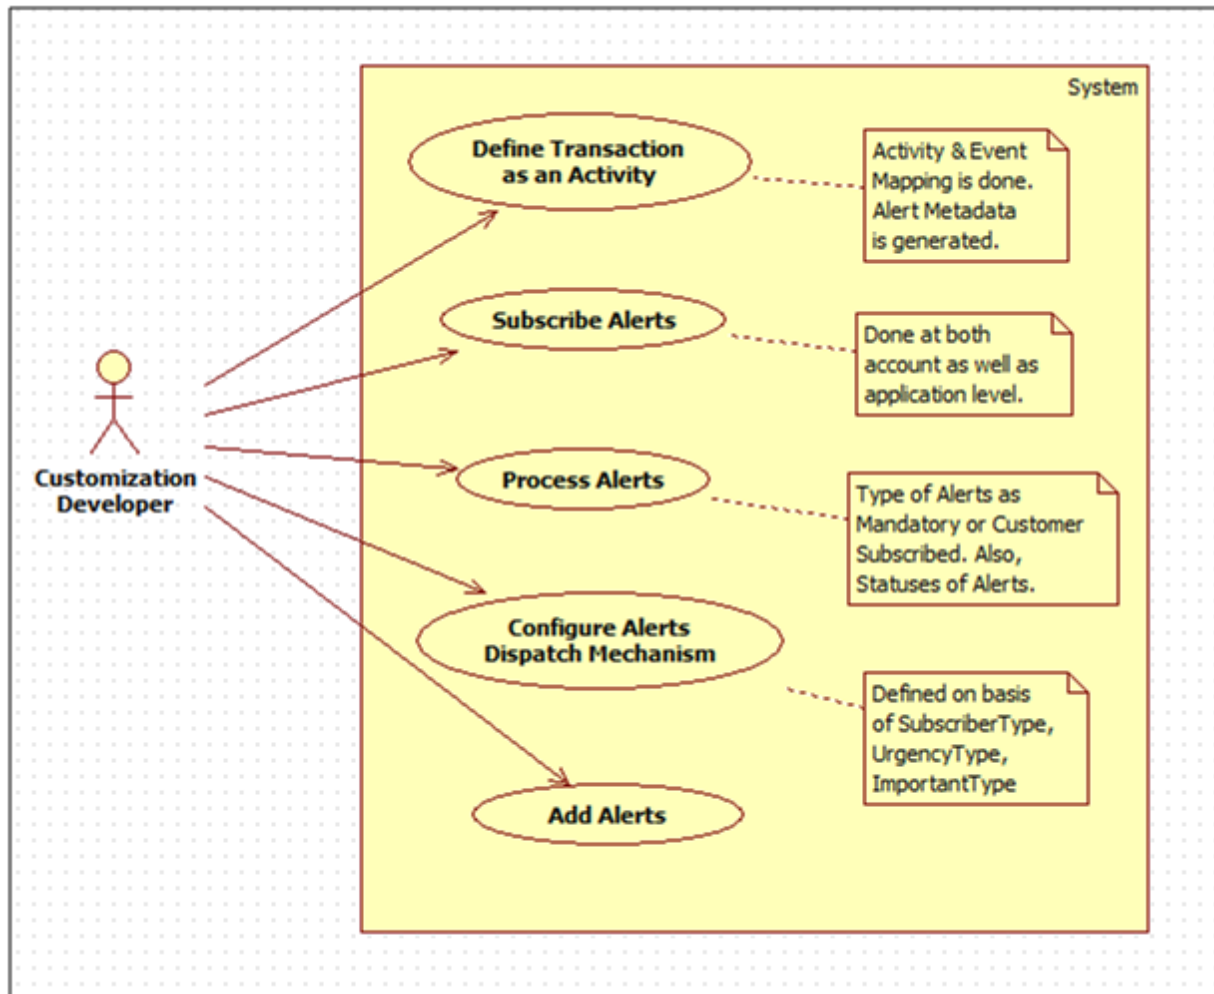 System
Define Transaction
as an Activity
Activity & Event
Mapping is done.
Alert Metadata
is generated.
Subscribe Alerts
Done at both
account as well as
application level.
Customization
Developer
Process Alerts
Type of Alerts as
Mandatory or Customer
Subscribed. Also,
Statuses of Alerts.
Configure Alerts
Dispatch Mechanism
Defined on basis
of SubscriberType,
UrgencyType,
ImportantType
Add Alerts